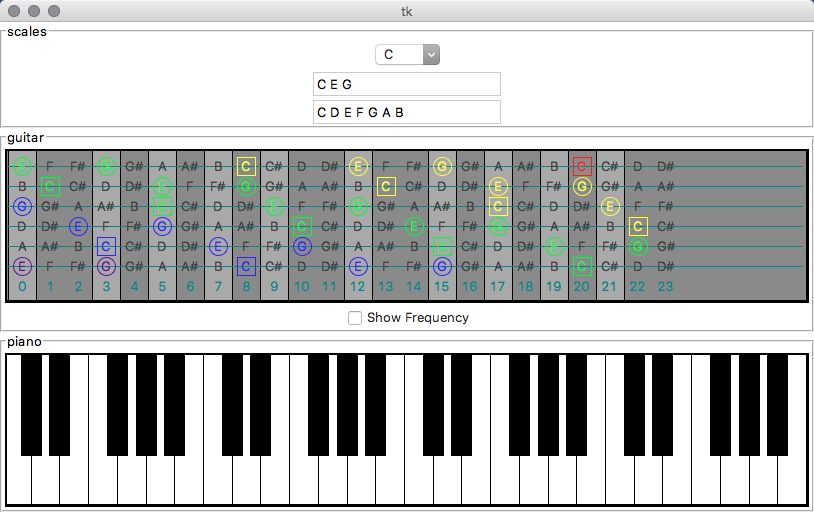 tk
scales
C
C E G
C D E F G A B
guitar
E F F# G G# A A# B C C# D D# E F F# G G# A A# B C C# D D#
B C C# D D# E F F# G G# A A# B C C# D D# E F F# G G# A A#
G G# A A# B C C# D D# E F F# G G# A A# B C C# D D# E F F#
D D# E F F# G G# A A# B C C# D D# E F F# G G# A A# B C C#
A A# B C C# D D# E F F# G G# A A# B C C# D D# E F F# G G#
E F F# G G# A A# B C C# D D# E F F# G G# A A# B C C# D D#
0 1 2 3 4 5 6 7 8 9 10 11 12 13 14 15 16 17 18 19 20 21 22 23
Show Frequency
piano